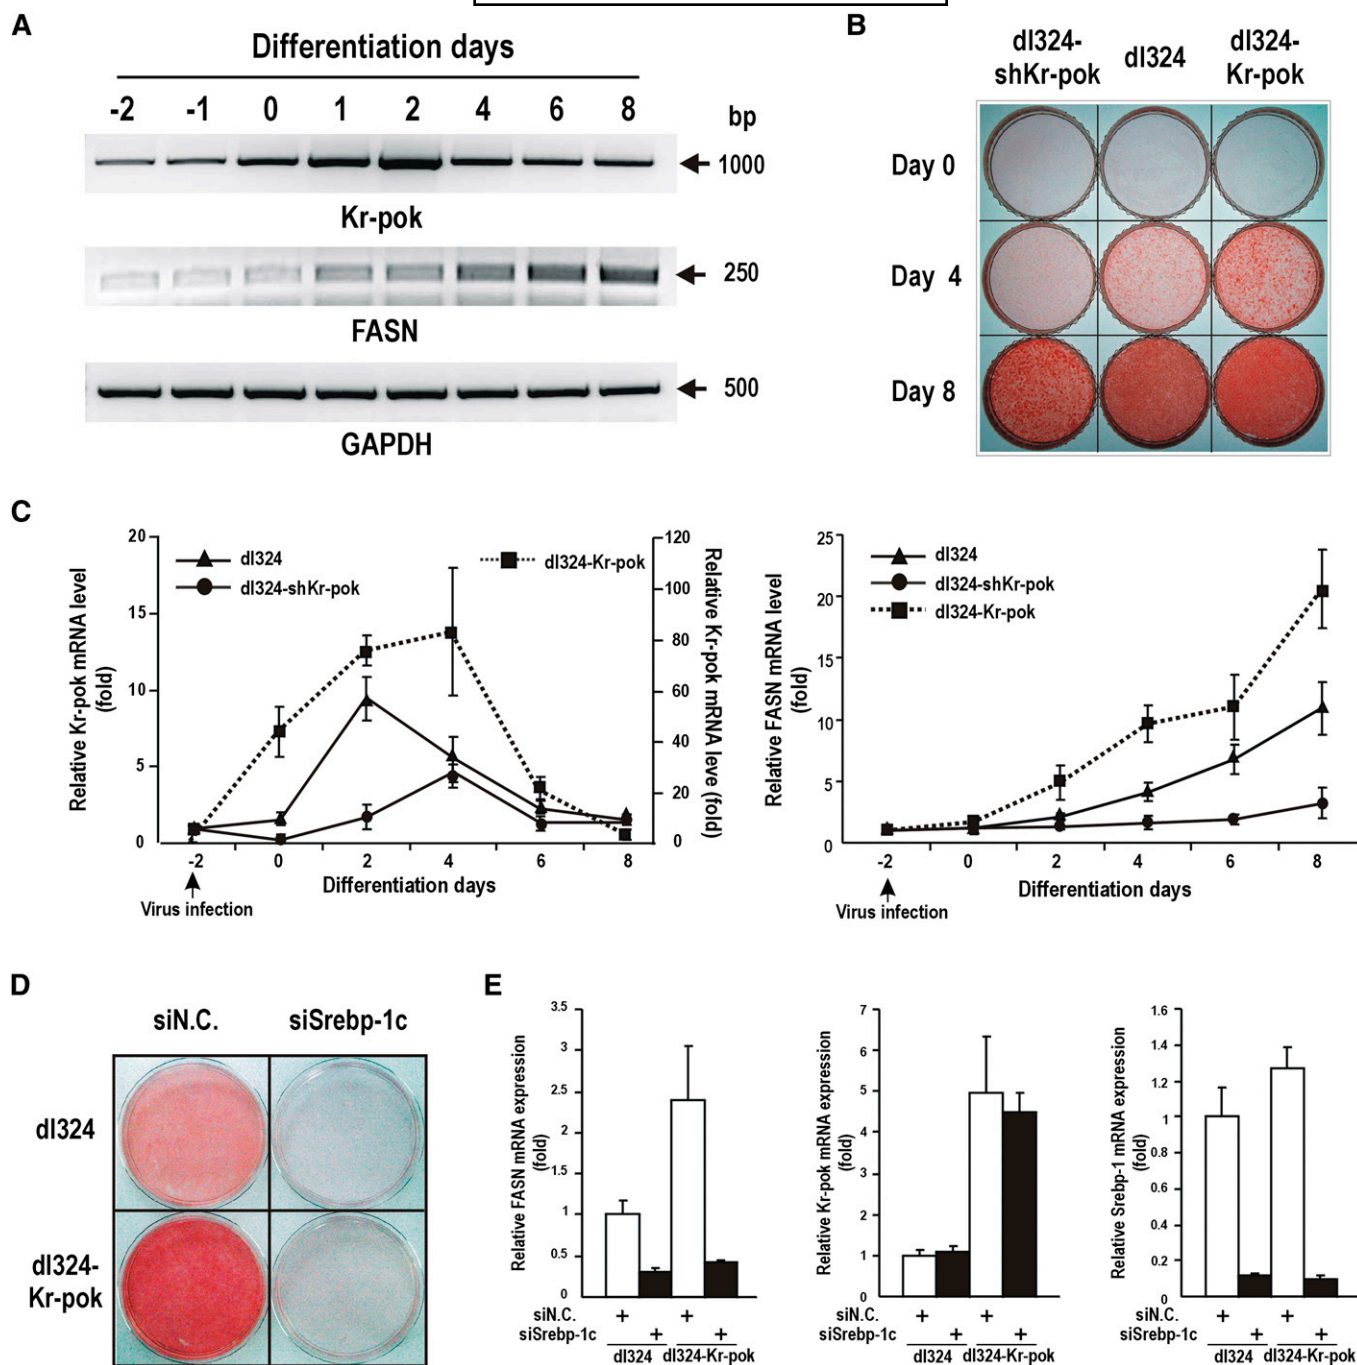 A
Differentiation days
-2 -1 0 1 2 4 6 8 bp
1000
Kr-pok
250
FASN
500
GAPDH
B
dl324-
shKr-pok
dl324
dl324-
Kr-pok
Day 0
Day 4
Day 8
C
Relative Kr-pok mRNA level
(fold)
20
15
10
5
0
dl324
dl324-shKr-pok
dl324-Kr-pok
120
100
80
60
40
20
0
Relative Kr-pok mRNA leve (fold)
-2 0 2 4 6 8
Differentiation days
Virus infection
Relative FASN mRNA level
(fold)
25
20
15
10
5
0
dl324
dl324-shKr-pok
dl324-Kr-pok
-2 0 2 4 6 8
Differentiation days
Virus infection
D
siN.C. siSrebp-1c
dl324
dl324-
Kr-pok
E
Relative FASN mRNA expression
(fold)
3.5
3
2.5
2
1.5
1
0.5
0
siN.C. + +
siSrebp-1c + +
dl324 dl324-Kr-pok
Relative Kr-pok mRNA expression
(fold)
7
6
5
4
3
2
1
0
siN.C. + +
siSrebp-1c + +
dl324 dl324-Kr-pok
Relative Srebp-1 mRNA expression
(fold)
1.6
1.4
1.2
1
0.8
0.6
0.4
0.2
0
siN.C. + +
siSrebp-1c + +
dl324 dl324-Kr-pok